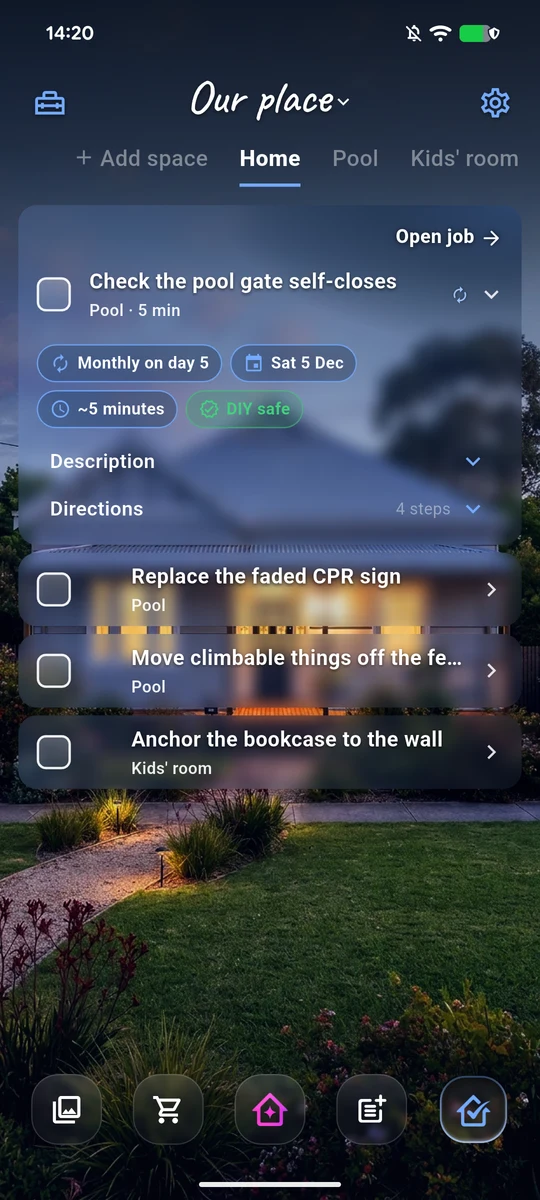 14:20
Our place
+ Add space Home Pool Kids' room
Open job →
Check the pool gate self-closes
Pool · 5 min
Monthly on day 5
Sat 5 Dec
~5 minutes
DIY safe
Description
Directions 4 steps
Replace the faded CPR sign
Pool
Move climbable things off the fe...
Pool
Anchor the bookcase to the wall
Kids' room